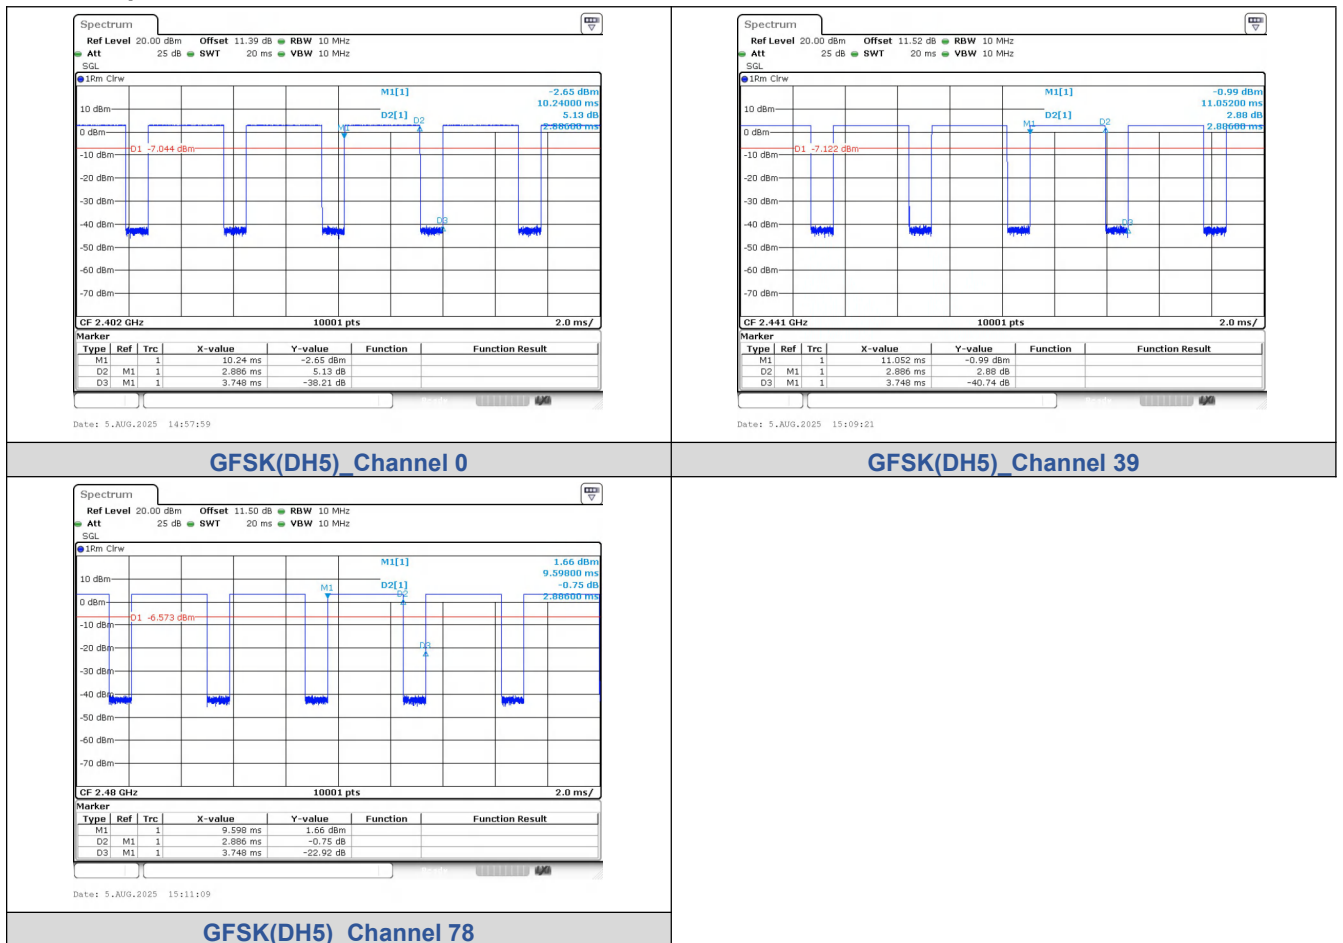 Spectrum
Ref Level 20.00 dBm Offset 11.39 dB RBW 10 MHz
Att 25 dB SWT 20 ms VBW 10 MHz
SGL
1Rm Clrw
M1[1] -2.65 dBm
10.24000 ms
D2[1] 5.13 dB
2.88600 ms
10 dBm
0 dBm
D1 -7.044 dBm
-10 dBm
-20 dBm
-30 dBm
-40 dBm
-50 dBm
-60 dBm
-70 dBm
M1
D2
D3
CF 2.402 GHz 10001 pts 2.0 ms/
Marker
Type Ref Trc X-value Y-value Function Function Result
M1 1 10.24 ms -2.65 dBm
D2 M1 1 2.886 ms 5.13 dB
D3 M1 1 3.748 ms -38.21 dB
Date: 5.AUG.2025 14:57:59
GFSK(DH5)_Channel 0
Spectrum
Ref Level 20.00 dBm Offset 11.52 dB RBW 10 MHz
Att 25 dB SWT 20 ms VBW 10 MHz
SGL
1Rm Clrw
M1[1] -0.99 dBm
11.05200 ms
D2[1] 2.88 dB
2.88600 ms
10 dBm
0 dBm
D1 -7.122 dBm
-10 dBm
-20 dBm
-30 dBm
-40 dBm
-50 dBm
-60 dBm
-70 dBm
M1
D2
D3
CF 2.441 GHz 10001 pts 2.0 ms/
Marker
Type Ref Trc X-value Y-value Function Function Result
M1 1 11.052 ms -0.99 dBm
D2 M1 1 2.886 ms 2.88 dB
D3 M1 1 3.748 ms -40.74 dB
Date: 5.AUG.2025 15:09:21
GFSK(DH5)_Channel 39
Spectrum
Ref Level 20.00 dBm Offset 11.50 dB RBW 10 MHz
Att 25 dB SWT 20 ms VBW 10 MHz
SGL
1Rm Clrw
M1[1] 1.66 dBm
9.59800 ms
D2[1] -0.75 dB
2.88600 ms
10 dBm
0 dBm
D1 -6.573 dBm
-10 dBm
-20 dBm
-30 dBm
-40 dBm
-50 dBm
-60 dBm
-70 dBm
M1
D2
D3
CF 2.48 GHz 10001 pts 2.0 ms/
Marker
Type Ref Trc X-value Y-value Function Function Result
M1 1 9.598 ms 1.66 dBm
D2 M1 1 2.886 ms -0.75 dB
D3 M1 1 3.748 ms -22.92 dB
Date: 5.AUG.2025 15:11:09
GFSK(DH5)_Channel 78